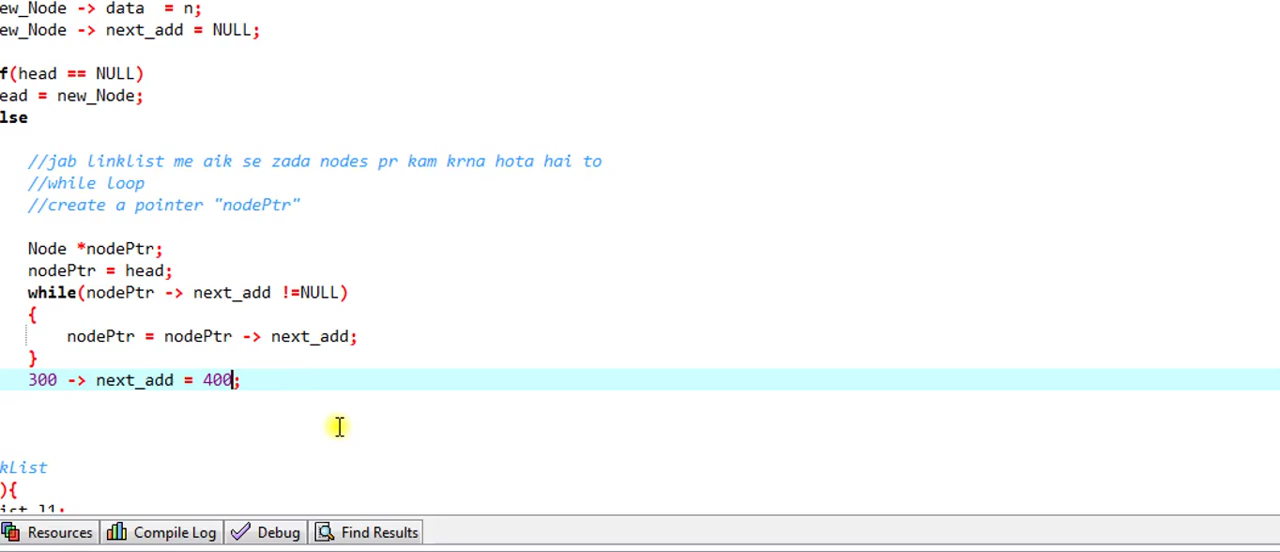 ew_Node -> data  = n;
ew_Node -> next_add = NULL;
f(head == NULL)
ead = new_Node;
lse
//jab linklist me aik se zada nodes pr kam krna hota hai to
//while loop
//create a pointer "nodePtr"
Node *nodePtr;
nodePtr = head;
while(nodePtr -> next_add !=NULL)
{
nodePtr = nodePtr -> next_add;
}
300 -> next_add = 400;
kList
){
ist l1;
Resources Compile Log Debug Find Results